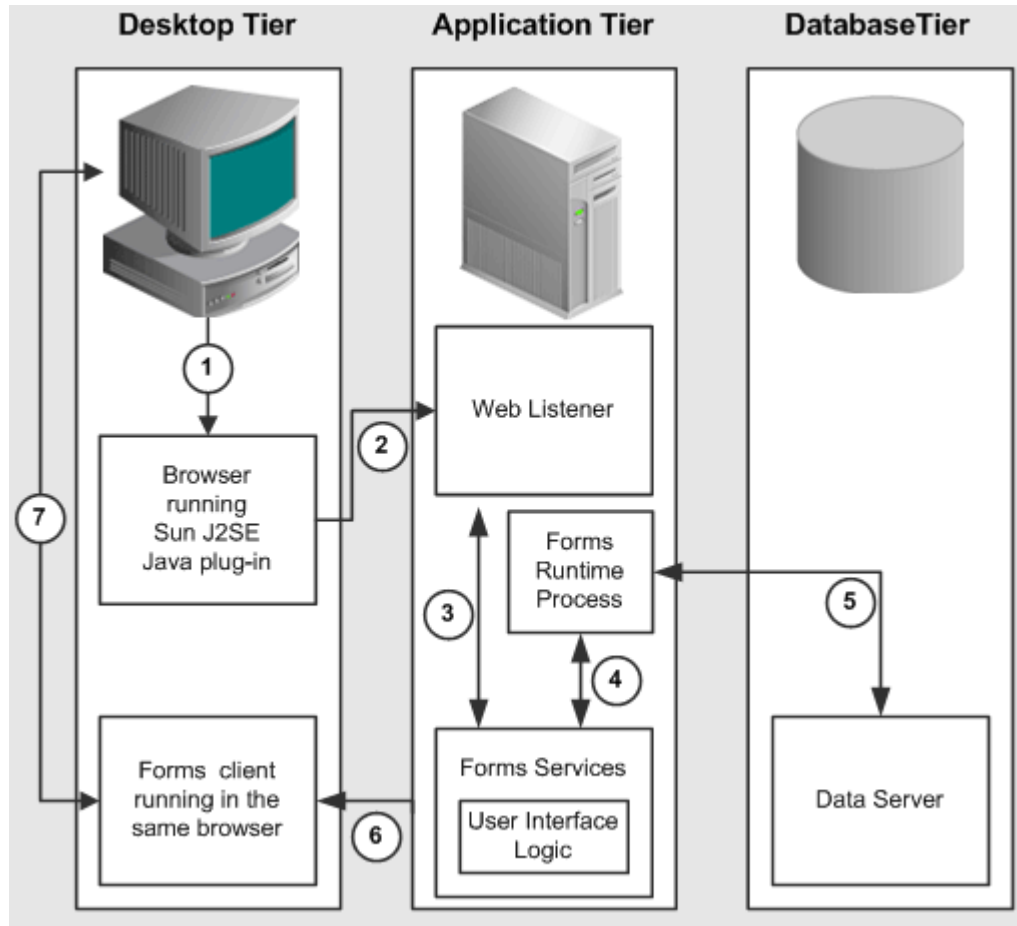 Desktop Tier
Application Tier
DatabaseTier
1
Browser
running
Sun J2SE
Java plug-in
2
Web Listener
7
3
Forms
Runtime
Process
5
4
Forms client
running in the
same browser
6
Forms Services
User Interface
Logic
Data Server